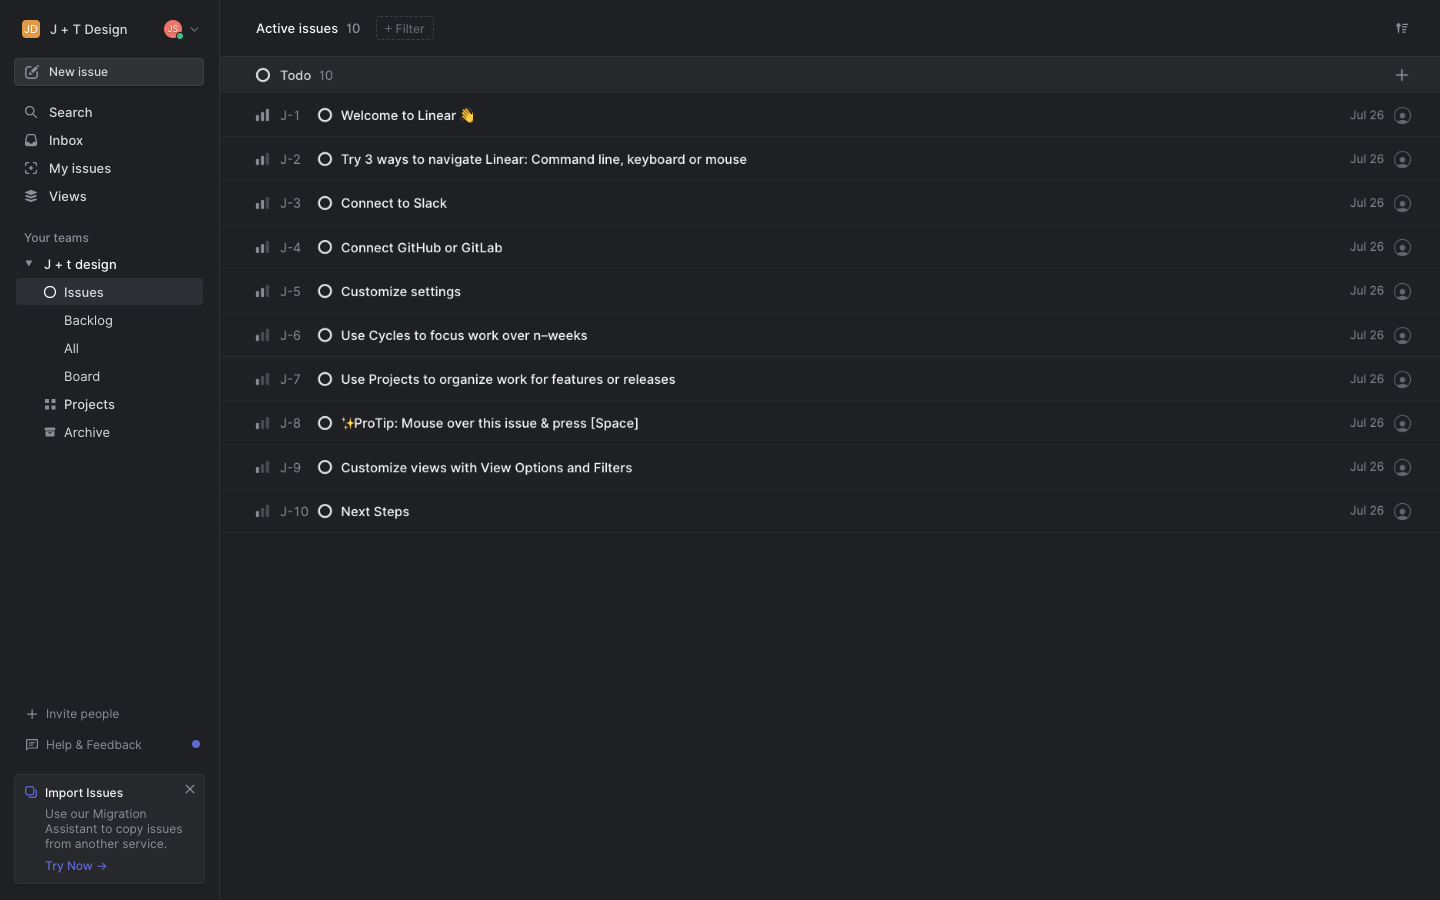 JD J + T Design JS
New issue
Search
Inbox
My issues
Views
Your teams
J + t design
Issues
Backlog
All
Board
Projects
Archive
Invite people
Help & Feedback
Import Issues
Use our Migration
Assistant to copy issues
from another service.
Try Now →
Active issues 10 + Filter
Todo 10
J-1 Welcome to Linear 👋 Jul 26
J-2 Try 3 ways to navigate Linear: Command line, keyboard or mouse Jul 26
J-3 Connect to Slack Jul 26
J-4 Connect GitHub or GitLab Jul 26
J-5 Customize settings Jul 26
J-6 Use Cycles to focus work over n–weeks Jul 26
J-7 Use Projects to organize work for features or releases Jul 26
J-8 ✨ProTip: Mouse over this issue & press [Space] Jul 26
J-9 Customize views with View Options and Filters Jul 26
J-10 Next Steps Jul 26